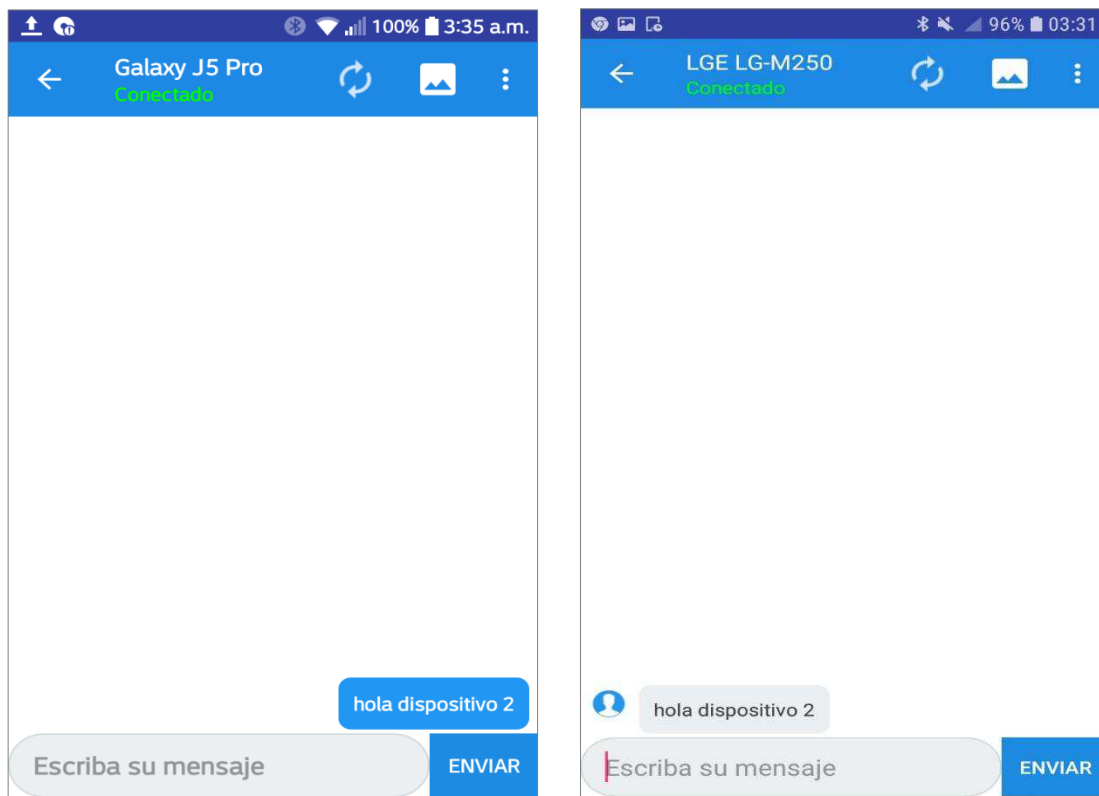 100% 3:35 a.m.
Galaxy J5 Pro
Conectado
hola dispositivo 2
Escriba su mensaje
ENVIAR
96% 03:31
LGE LG-M250
Conectado
hola dispositivo 2
Escriba su mensaje
ENVIAR